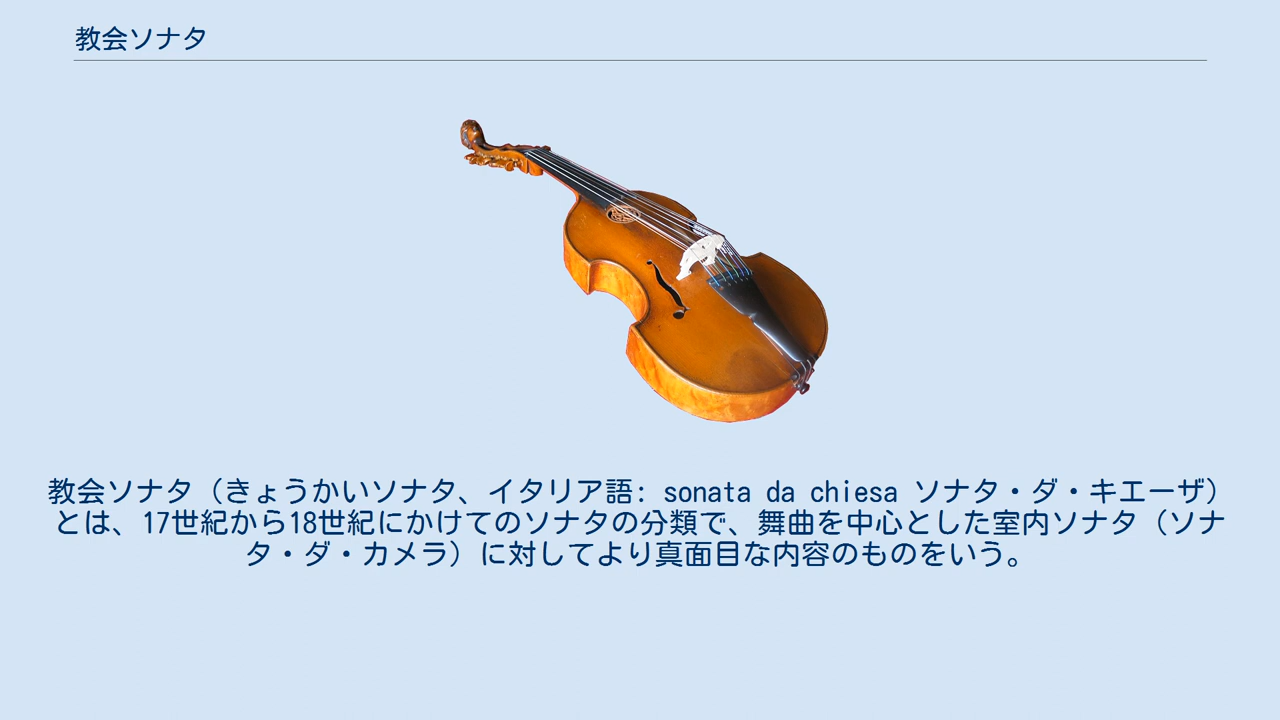 教会ソナタ
教会ソナタ（きょうかいソナタ、イタリア語: sonata da chiesa ソナタ・ダ・キエーザ）
とは、17世紀から18世紀にかけてのソナタの分類で、舞曲を中心とした室内ソナタ（ソナ
タ・ダ・カメラ）に対してより真面目な内容のものをいう。